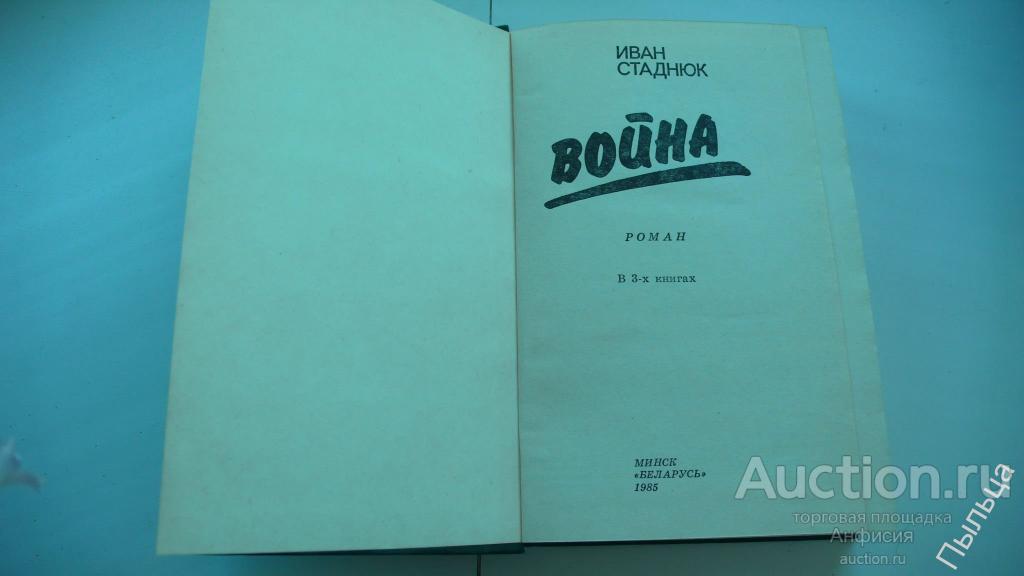 ИВАН
СТАДНЮК
ВОЙНА
РОМАН
В 3-х книгах
МИНСК
«БЕЛАРУСЬ»
1985
Auction.ru
торговая площадка
Анфисия
auction.ru
Пыльца